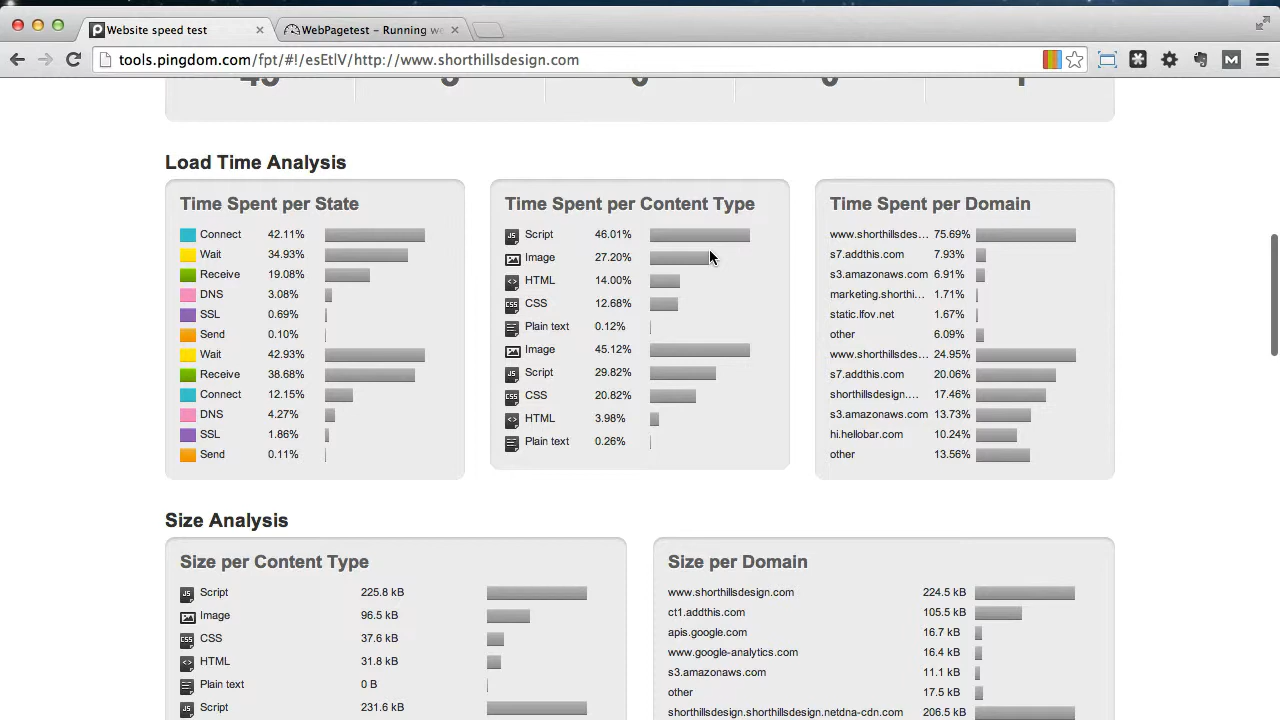 Website speed test
WebPagetest – Running we
tools.pingdom.com/fpt/#!/esEtlV/http://www.shorthillsdesign.com
Load Time Analysis
Time Spent per State
Connect 42.11%
Wait 34.93%
Receive 19.08%
DNS 3.08%
SSL 0.69%
Send 0.10%
Wait 42.93%
Receive 38.68%
Connect 12.15%
DNS 4.27%
SSL 1.86%
Send 0.11%
Time Spent per Content Type
Script 46.01%
Image 27.20%
HTML 14.00%
CSS 12.68%
Plain text 0.12%
Image 45.12%
Script 29.82%
CSS 20.82%
HTML 3.98%
Plain text 0.26%
Time Spent per Domain
www.shorthillsdes... 75.69%
s7.addthis.com 7.93%
s3.amazonaws.com 6.91%
marketing.shorthi... 1.71%
static.lfov.net 1.67%
other 6.09%
www.shorthillsdes... 24.95%
s7.addthis.com 20.06%
shorthillsdesign.... 17.46%
s3.amazonaws.com 13.73%
hi.hellobar.com 10.24%
other 13.56%
Size Analysis
Size per Content Type
Script 225.8 kB
Image 96.5 kB
CSS 37.6 kB
HTML 31.8 kB
Plain text 0 B
Script 231.6 kB
Size per Domain
www.shorthillsdesign.com 224.5 kB
ct1.addthis.com 105.5 kB
apis.google.com 16.7 kB
www.google-analytics.com 16.4 kB
s3.amazonaws.com 11.1 kB
other 17.5 kB
shorthillsdesign.shorthillsdesign.netdna-cdn.com 206.5 kB